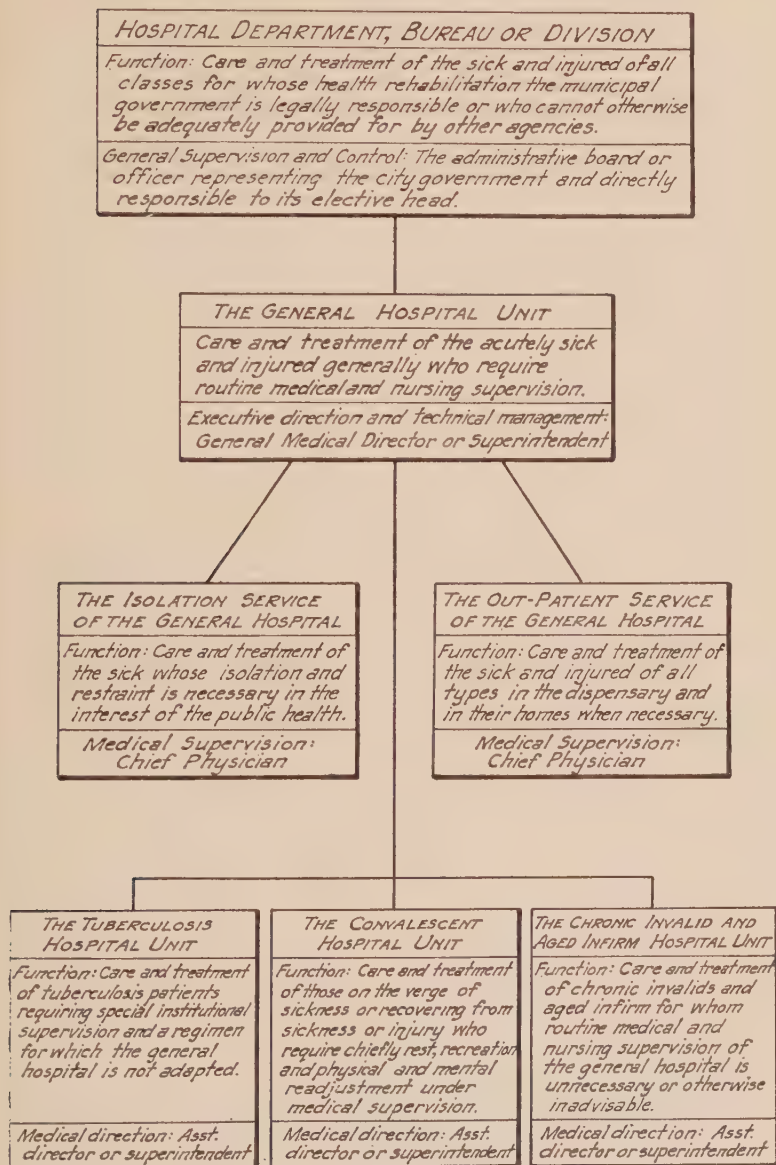 HOSPITAL DEPARTMENT, BUREAU OR DIVISION
Function: Care and treatment of the sick and injured of all
classes for whose health rehabilitation the municipal
government is legally responsible or who cannot otherwise
be adequately provided for by other agencies.
General Supervision and Control: The administrative board or
officer representing the city government and directly
responsible to its elective head.
THE GENERAL HOSPITAL UNIT
Care and treatment of the acutely sick
and injured generally who require
routine medical and nursing supervision.
Executive direction and technical management:
General Medical Director or Superintendent
THE ISOLATION SERVICE
OF THE GENERAL HOSPITAL
Function: Care and treatment of
the sick whose isolation and
restraint is necessary in the
interest of the public health.
Medical Supervision:
Chief Physician
THE OUT-PATIENT SERVICE
OF THE GENERAL HOSPITAL
Function: Care and treatment of
the sick and injured of all
types in the dispensary and
in their homes when necessary.
Medical Supervision:
Chief Physician
THE TUBERCULOSIS
HOSPITAL UNIT
Function: Care and treatment
of tuberculosis patients
requiring special institutional
supervision and a regimen
for which the general
hospital is not adapted.
Medical direction: Asst.
director or superintendent
THE CONVALESCENT
HOSPITAL UNIT
Function: Care and treatment
of those on the verge of
sickness or recovering from
sickness or injury who
require chiefly rest, recreation
and physical and mental
readjustment under
medical supervision.
Medical direction: Asst.
director or superintendent
THE CHRONIC INVALID AND
AGED INFIRM HOSPITAL UNIT
Function: Care and treatment
of chronic invalids and
aged infirm for whom
routine medical and
nursing supervision of
the general hospital is
unnecessary or otherwise
inadvisable.
Medical direction: Asst.
director or superintendent